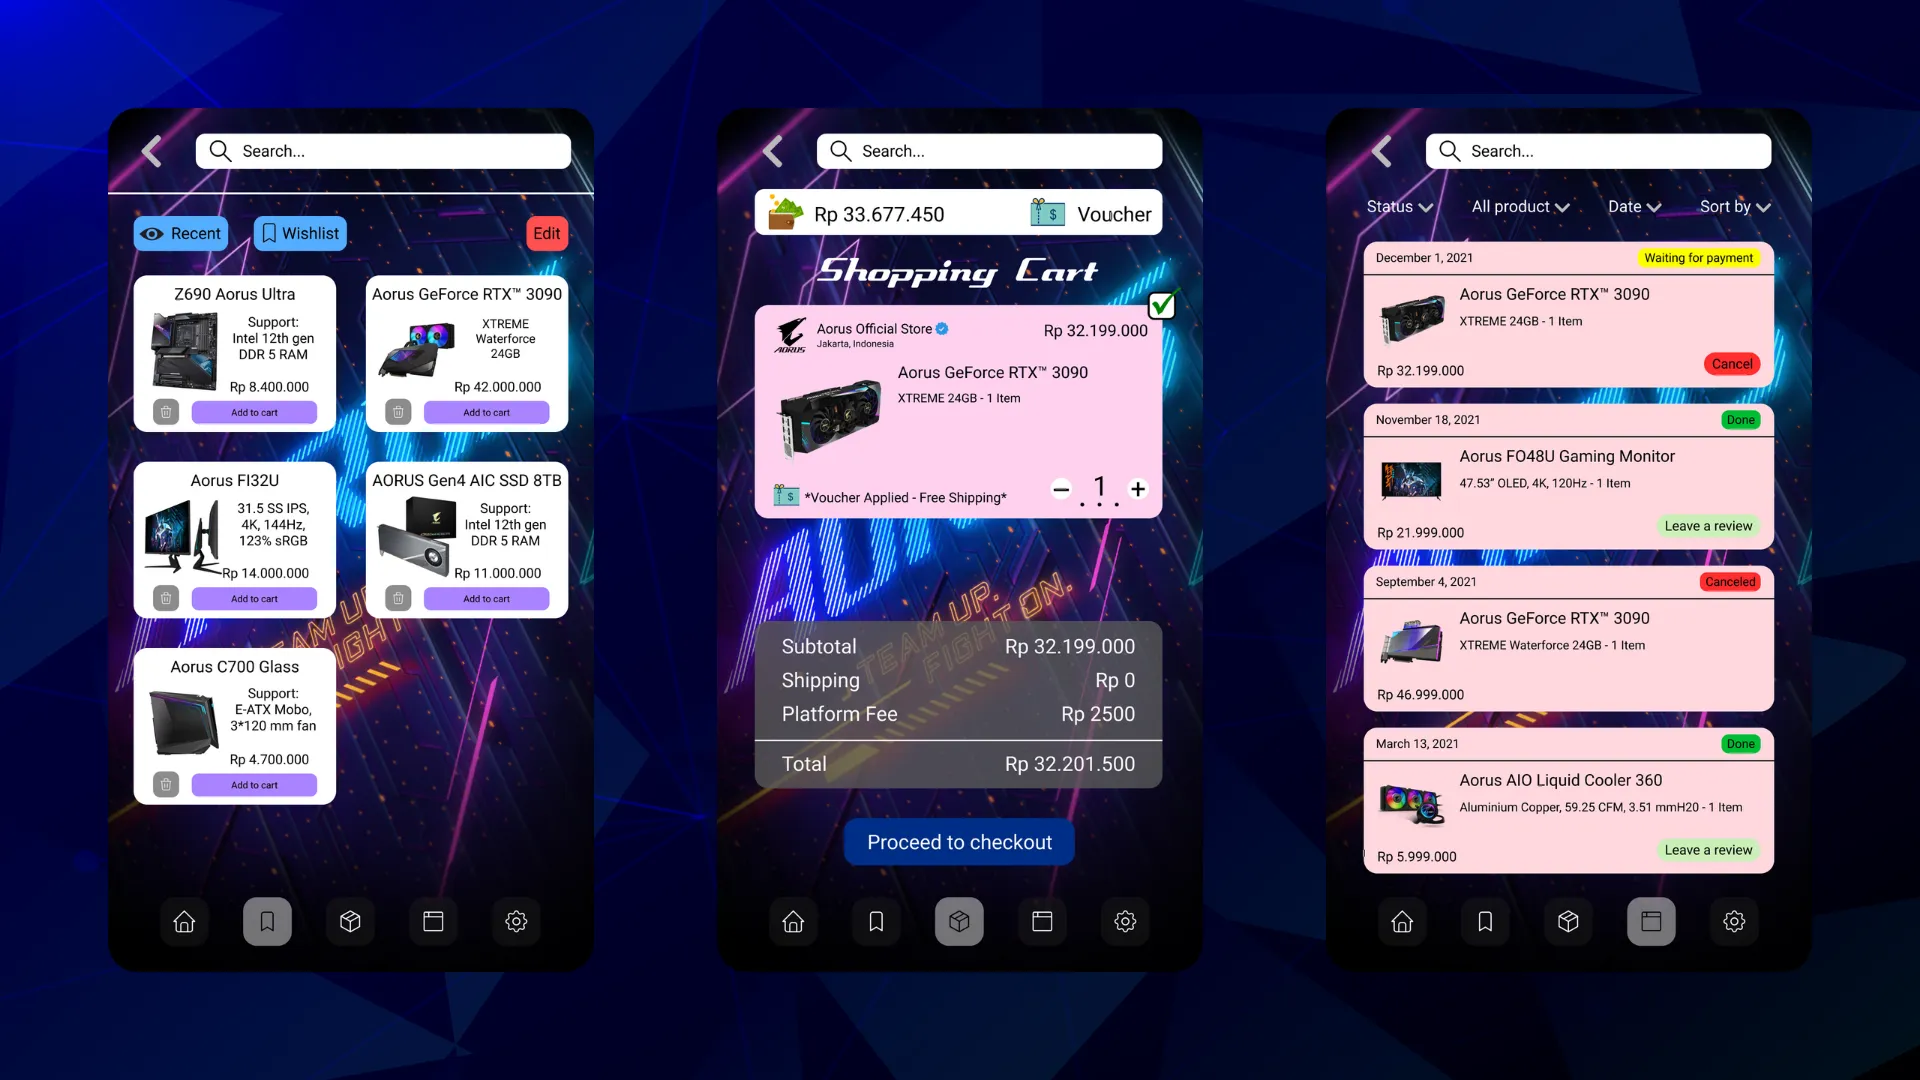 Search...
Recent
Wishlist
Edit
Z690 Aorus Ultra
Support:
Intel 12th gen
DDR 5 RAM
Rp 8.400.000
Add to cart
Aorus GeForce RTX™ 3090
XTREME
Waterforce
24GB
Rp 42.000.000
Add to cart
Aorus FI32U
31.5 SS IPS,
4K, 144Hz,
123% sRGB
Rp 14.000.000
Add to cart
AORUS Gen4 AIC SSD 8TB
Support:
Intel 12th gen
DDR 5 RAM
Rp 11.000.000
Add to cart
Aorus C700 Glass
Support:
E-ATX Mobo,
3*120 mm fan
Rp 4.700.000
Add to cart
Search...
Rp 33.677.450
Voucher
Shopping Cart
AORUS
Aorus Official Store
Jakarta, Indonesia
Rp 32.199.000
Aorus GeForce RTX™ 3090
XTREME 24GB - 1 Item
*Voucher Applied - Free Shipping*
1
TEAM UP.
FIGHT ON.
Subtotal Rp 32.199.000
Shipping Rp 0
Platform Fee Rp 2500
Total Rp 32.201.500
Proceed to checkout
Search...
Status
All product
Date
Sort by
December 1, 2021
Waiting for payment
Aorus GeForce RTX™ 3090
XTREME 24GB - 1 Item
Rp 32.199.000
Cancel
November 18, 2021
Done
Aorus FO48U Gaming Monitor
47.53” OLED, 4K, 120Hz - 1 Item
Rp 21.999.000
Leave a review
September 4, 2021
Canceled
Aorus GeForce RTX™ 3090
XTREME Waterforce 24GB - 1 Item
Rp 46.999.000
March 13, 2021
Done
Aorus AIO Liquid Cooler 360
Aluminium Copper, 59.25 CFM, 3.51 mmH20 - 1 Item
Rp 5.999.000
Leave a review